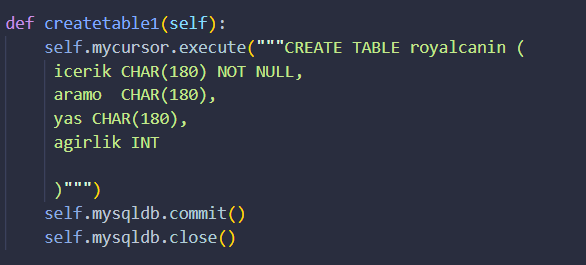 def createtable1(self):
    self.mycursor.execute("""CREATE TABLE royalcanin (
     icerik CHAR(180) NOT NULL,
     aramo  CHAR(180),
     yas CHAR(180),
     agirlik INT

     )""")
    self.mysqldb.commit()
    self.mysqldb.close()